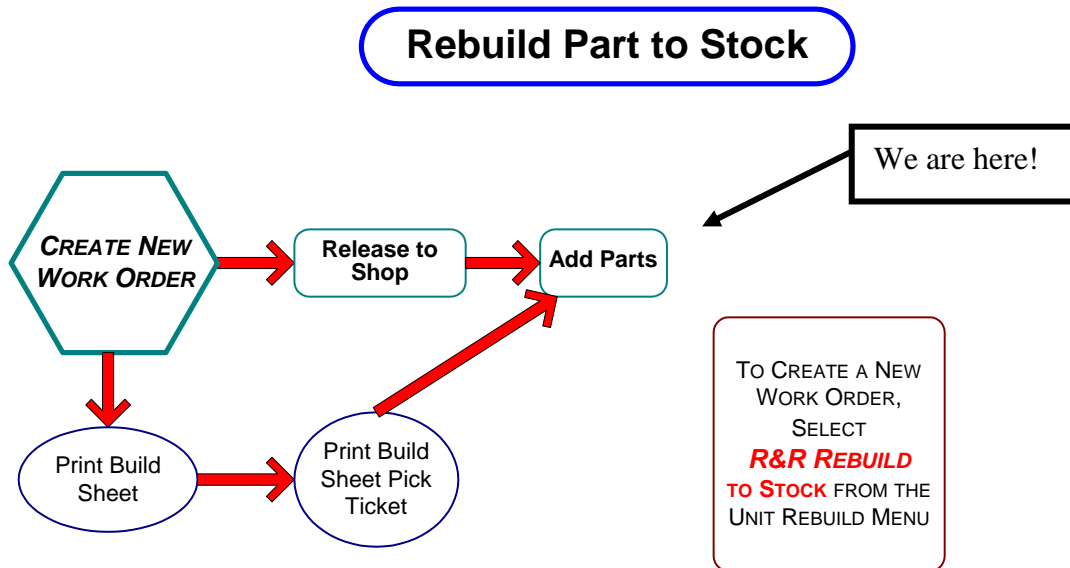 Rebuild Part to Stock
We are here!
CREATE NEW
WORK ORDER
Release to
Shop
Add Parts
Print Build
Sheet
Print Build
Sheet Pick
Ticket
TO CREATE A NEW
WORK ORDER,
SELECT
R&R REBUILD
TO STOCK FROM THE
UNIT REBUILD MENU